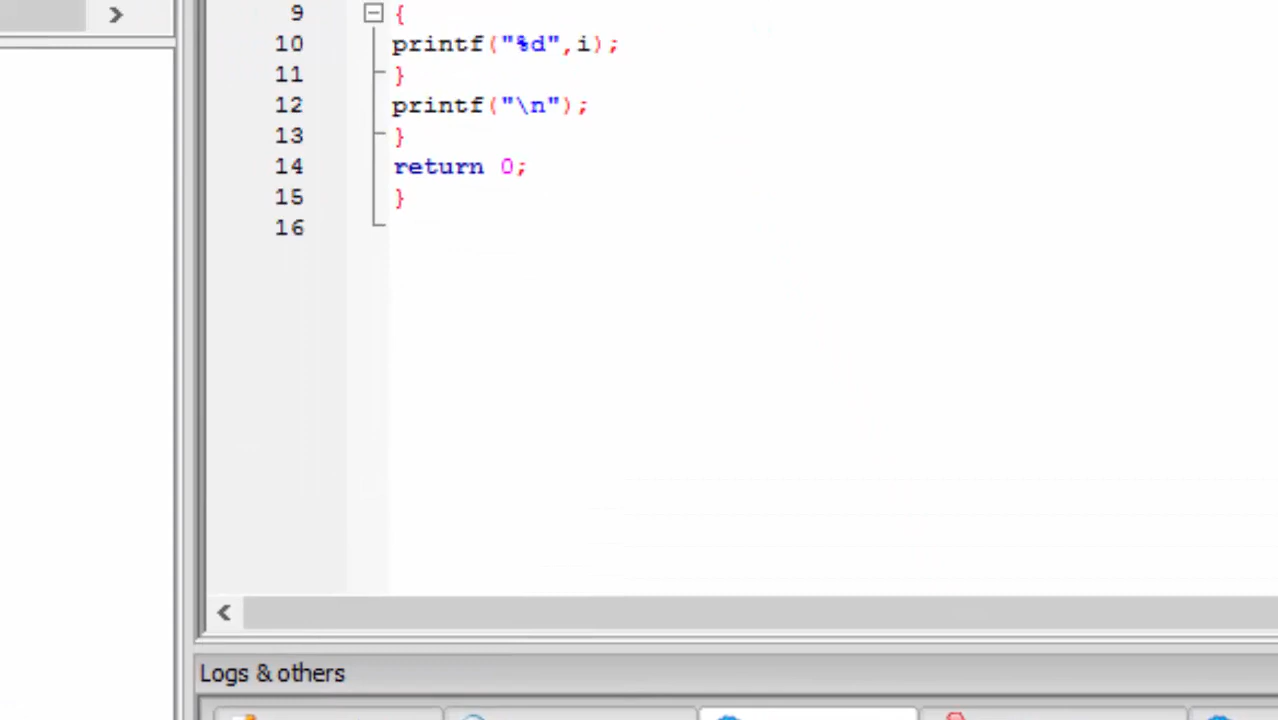 9 {
10 printf("%d",i);
11 }
12 printf("\n");
13 }
14 return 0;
15 }
16
Logs & others